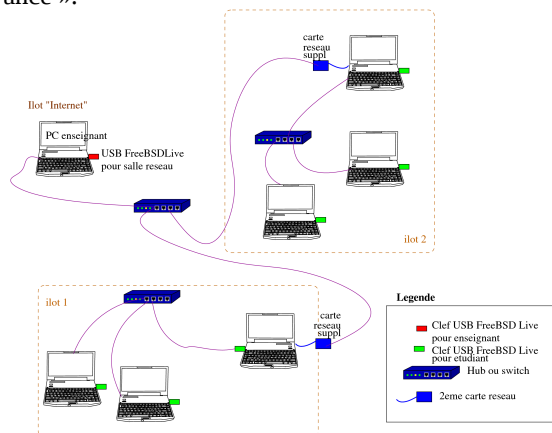 urance ».
carte
reseau
suppl
Ilot "Internet"
PC enseignant
USB FreeBSDLive
pour salle reseau
ilot 2
ilot 1
carte
reseau
suppl
Legende
Clef USB FreeBSD Live
pour enseignant
Clef USB FreeBSD Live
pour etudiant
Hub ou switch
2eme carte reseau